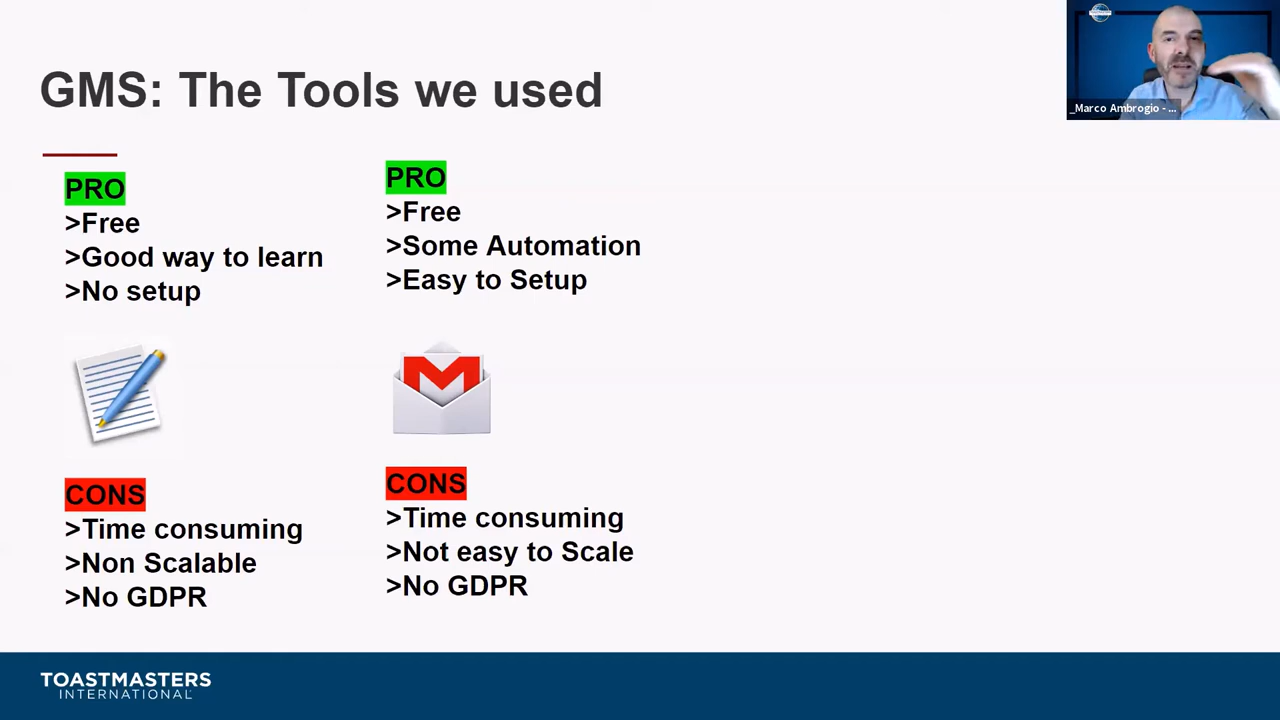 GMS: The Tools we used
_Marco Ambrogio - ...
PRO
>Free
>Good way to learn
>No setup
PRO
>Free
>Some Automation
>Easy to Setup
CONS
>Time consuming
>Non Scalable
>No GDPR
CONS
>Time consuming
>Not easy to Scale
>No GDPR
TOASTMASTERS
INTERNATIONAL